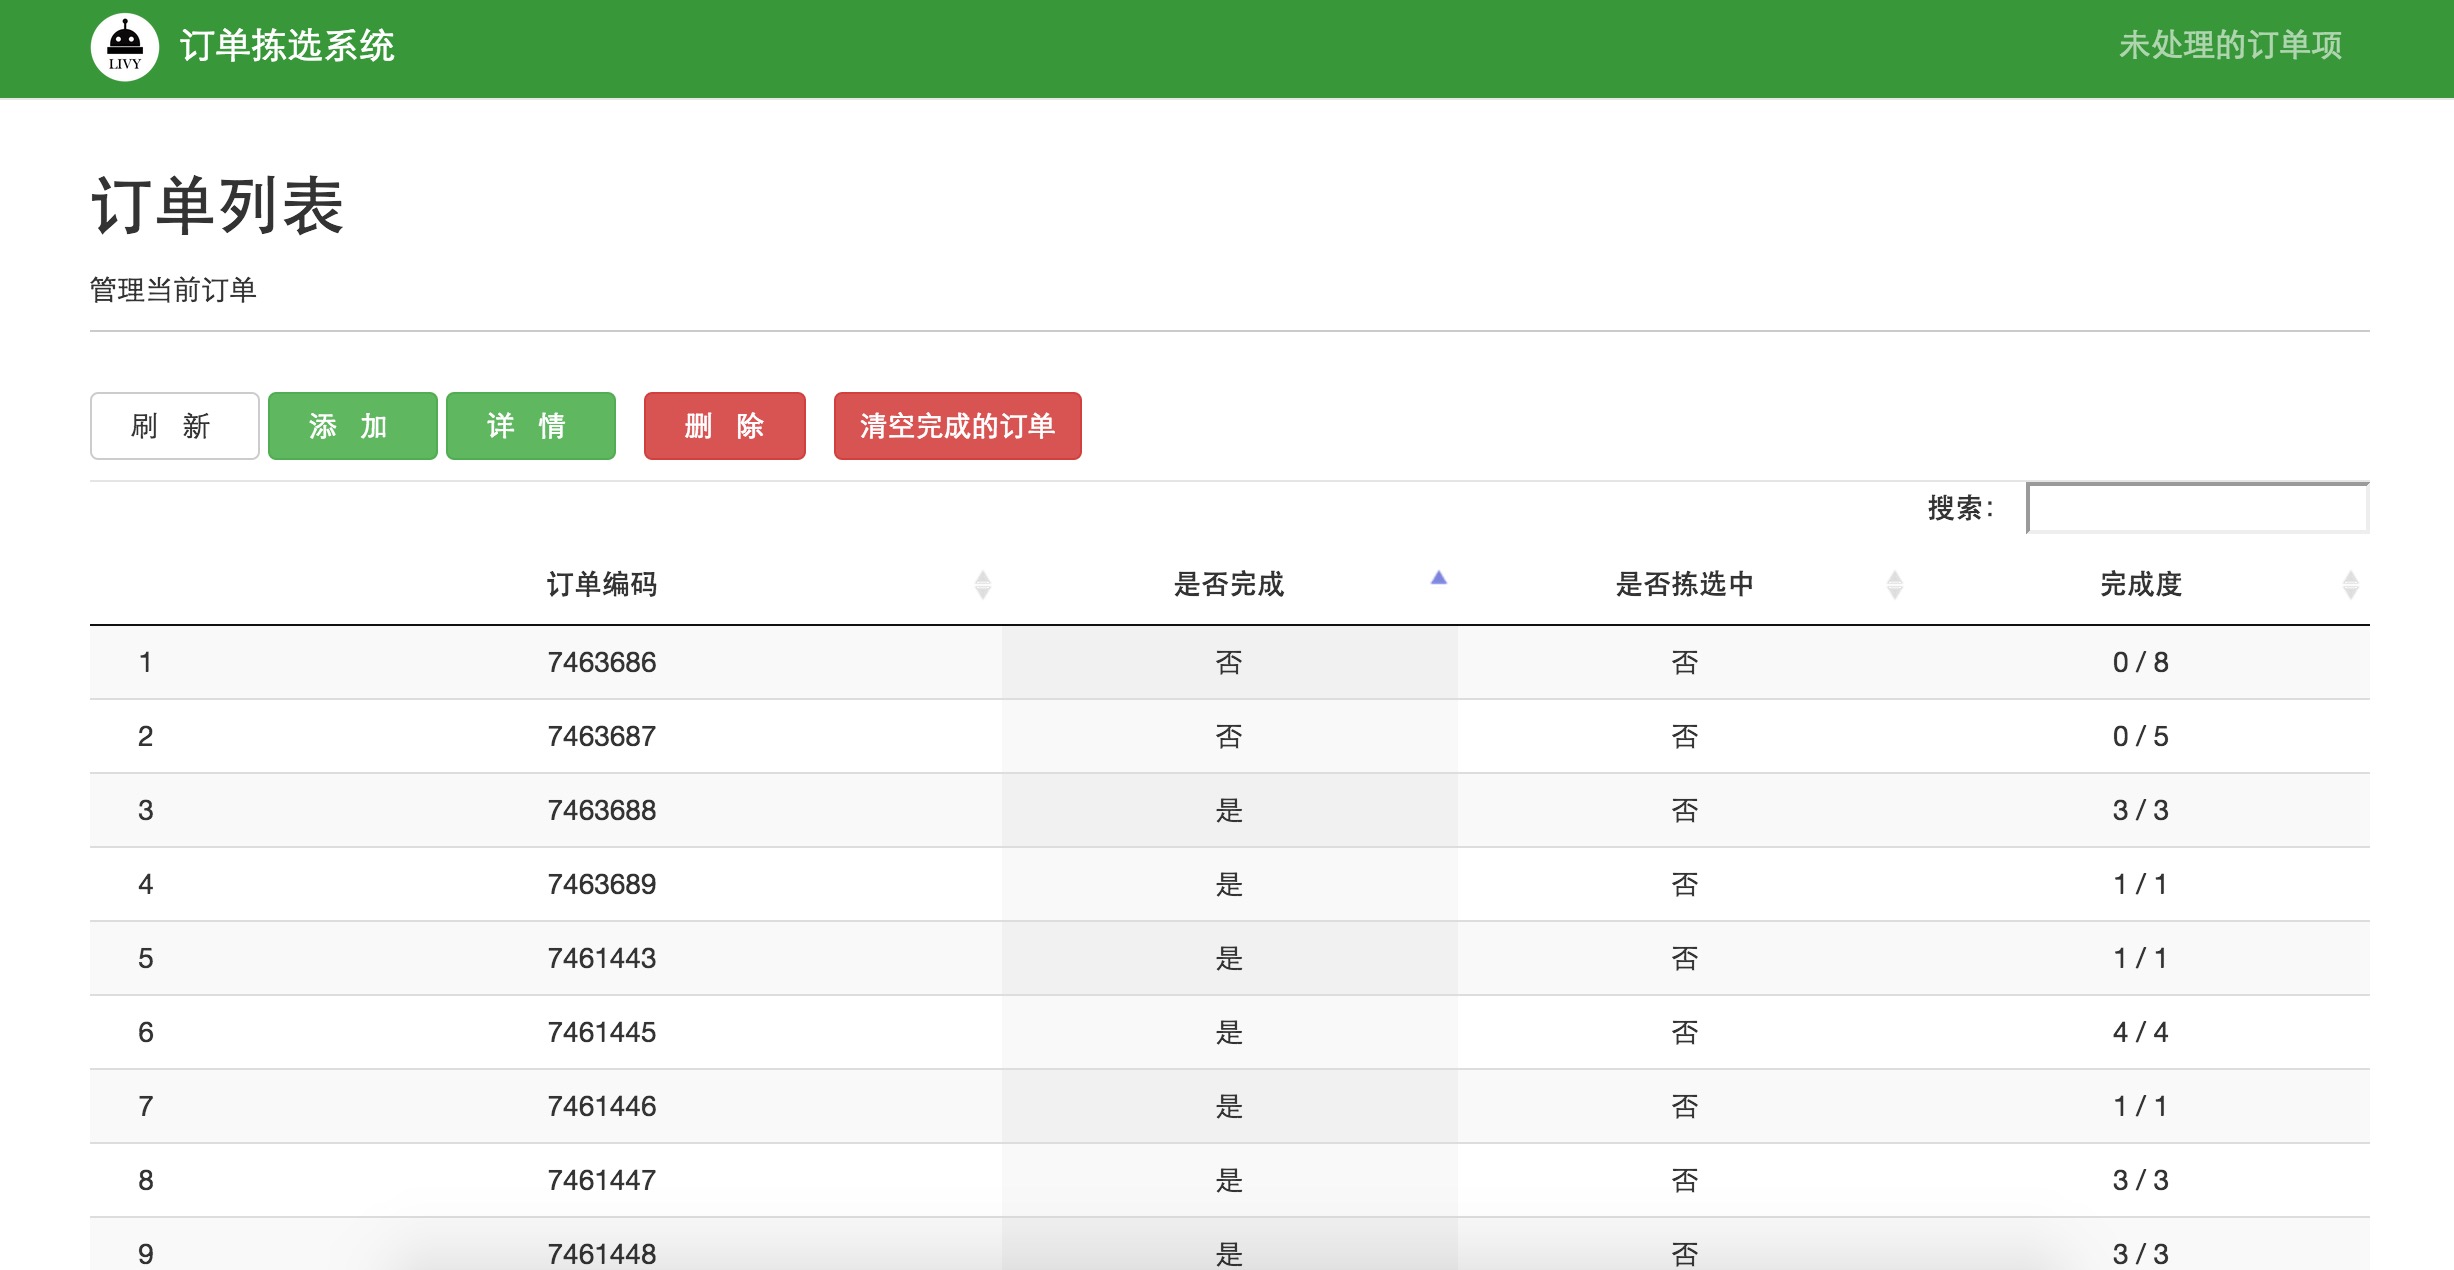 LIVY 订单拣选系统 未处理的订单项
订单列表
管理当前订单
刷 新 添 加 详 情 删 除 清空完成的订单
搜索：
订单编码 是否完成 是否拣选中 完成度
1 7463686 否 否 0 / 8
2 7463687 否 否 0 / 5
3 7463688 是 否 3 / 3
4 7463689 是 否 1 / 1
5 7461443 是 否 1 / 1
6 7461445 是 否 4 / 4
7 7461446 是 否 1 / 1
8 7461447 是 否 3 / 3
9 7461448 是 否 3 / 3